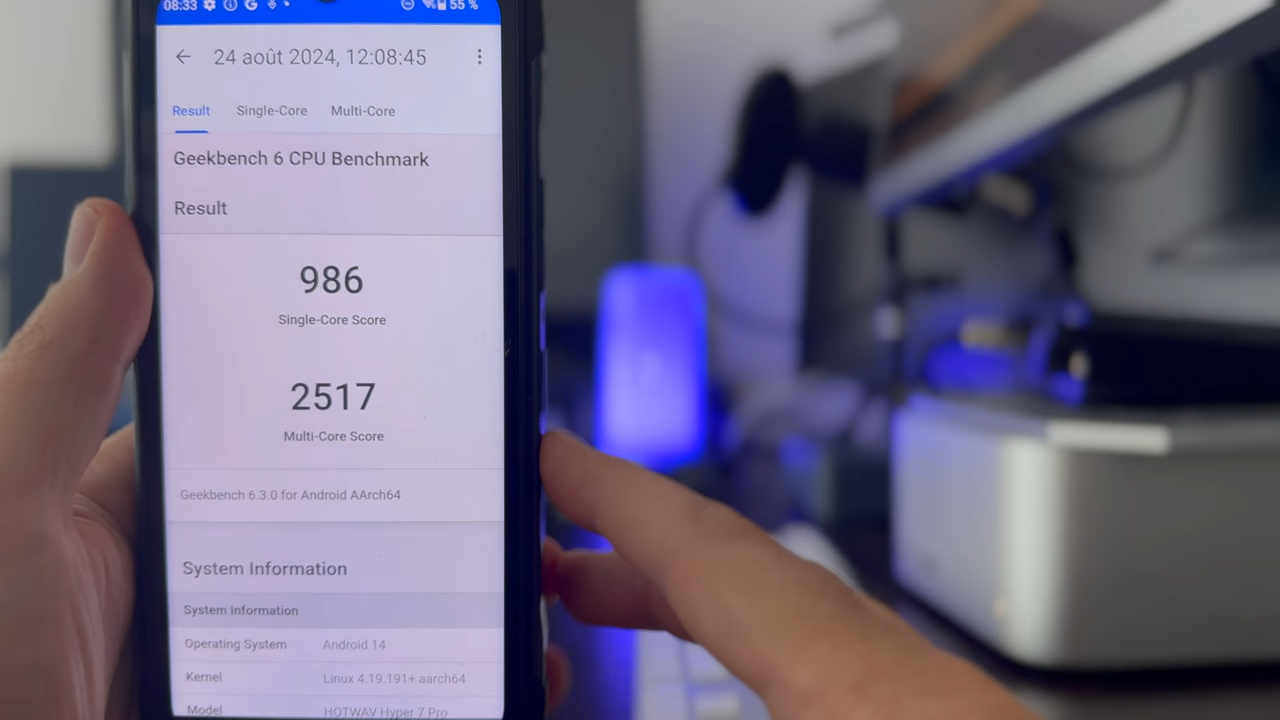 08:33 G 55 %
24 août 2024, 12:08:45
Result Single-Core Multi-Core
Geekbench 6 CPU Benchmark
Result
986
Single-Core Score
2517
Multi-Core Score
Geekbench 6.3.0 for Android AArch64
System Information
System Information
Operating System Android 14
Kernel Linux 4.19.191+ aarch64
Model HOTWAV Hyper 7 Pro